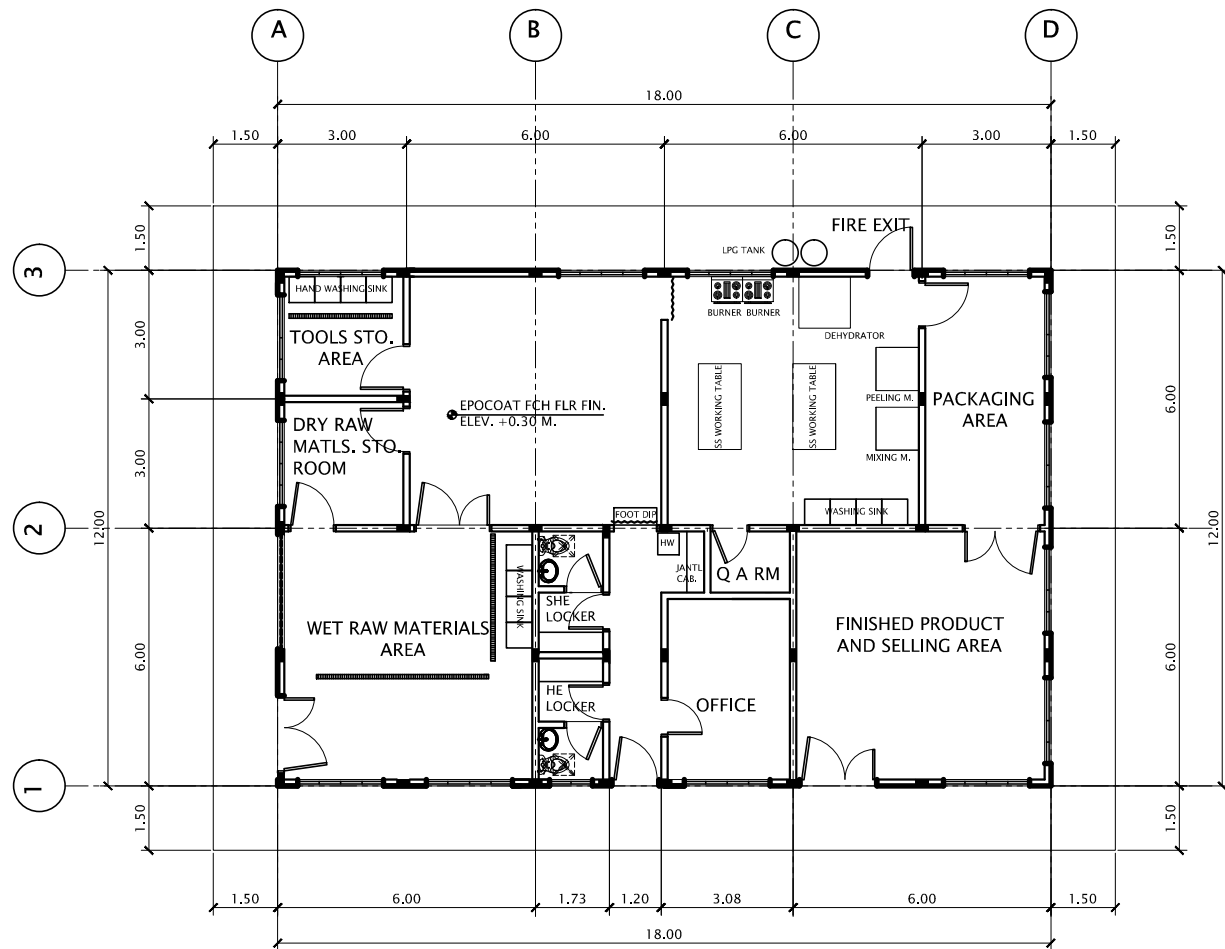 A
B
C
D
18.00
1.50
3.00
6.00
6.00
3.00
1.50
1.50
FIRE EXIT
LPG TANK
1.50
3
HAND WASHING SINK
BURNER
BURNER
DEHYDRATOR
3.00
TOOLS STO.
AREA
SS WORKING TABLE
SS WORKING TABLE
PEELING M.
PACKAGING
AREA
6.00
EPOCOAT FCH FLR FIN.
ELEV. +0.30 M.
DRY RAW
MATLS. STO.
ROOM
3.00
MIXING M.
FOOT DIP
WASHING SINK
2
12.00
12.00
HW
JANTL
CAB.
Q A RM
WASHING SINK
SHE
LOCKER
WET RAW MATERIALS
AREA
FINISHED PRODUCT
AND SELLING AREA
6.00
6.00
HE
LOCKER
OFFICE
1
1.50
1.50
1.50
6.00
1.73
1.20
3.08
6.00
1.50
18.00